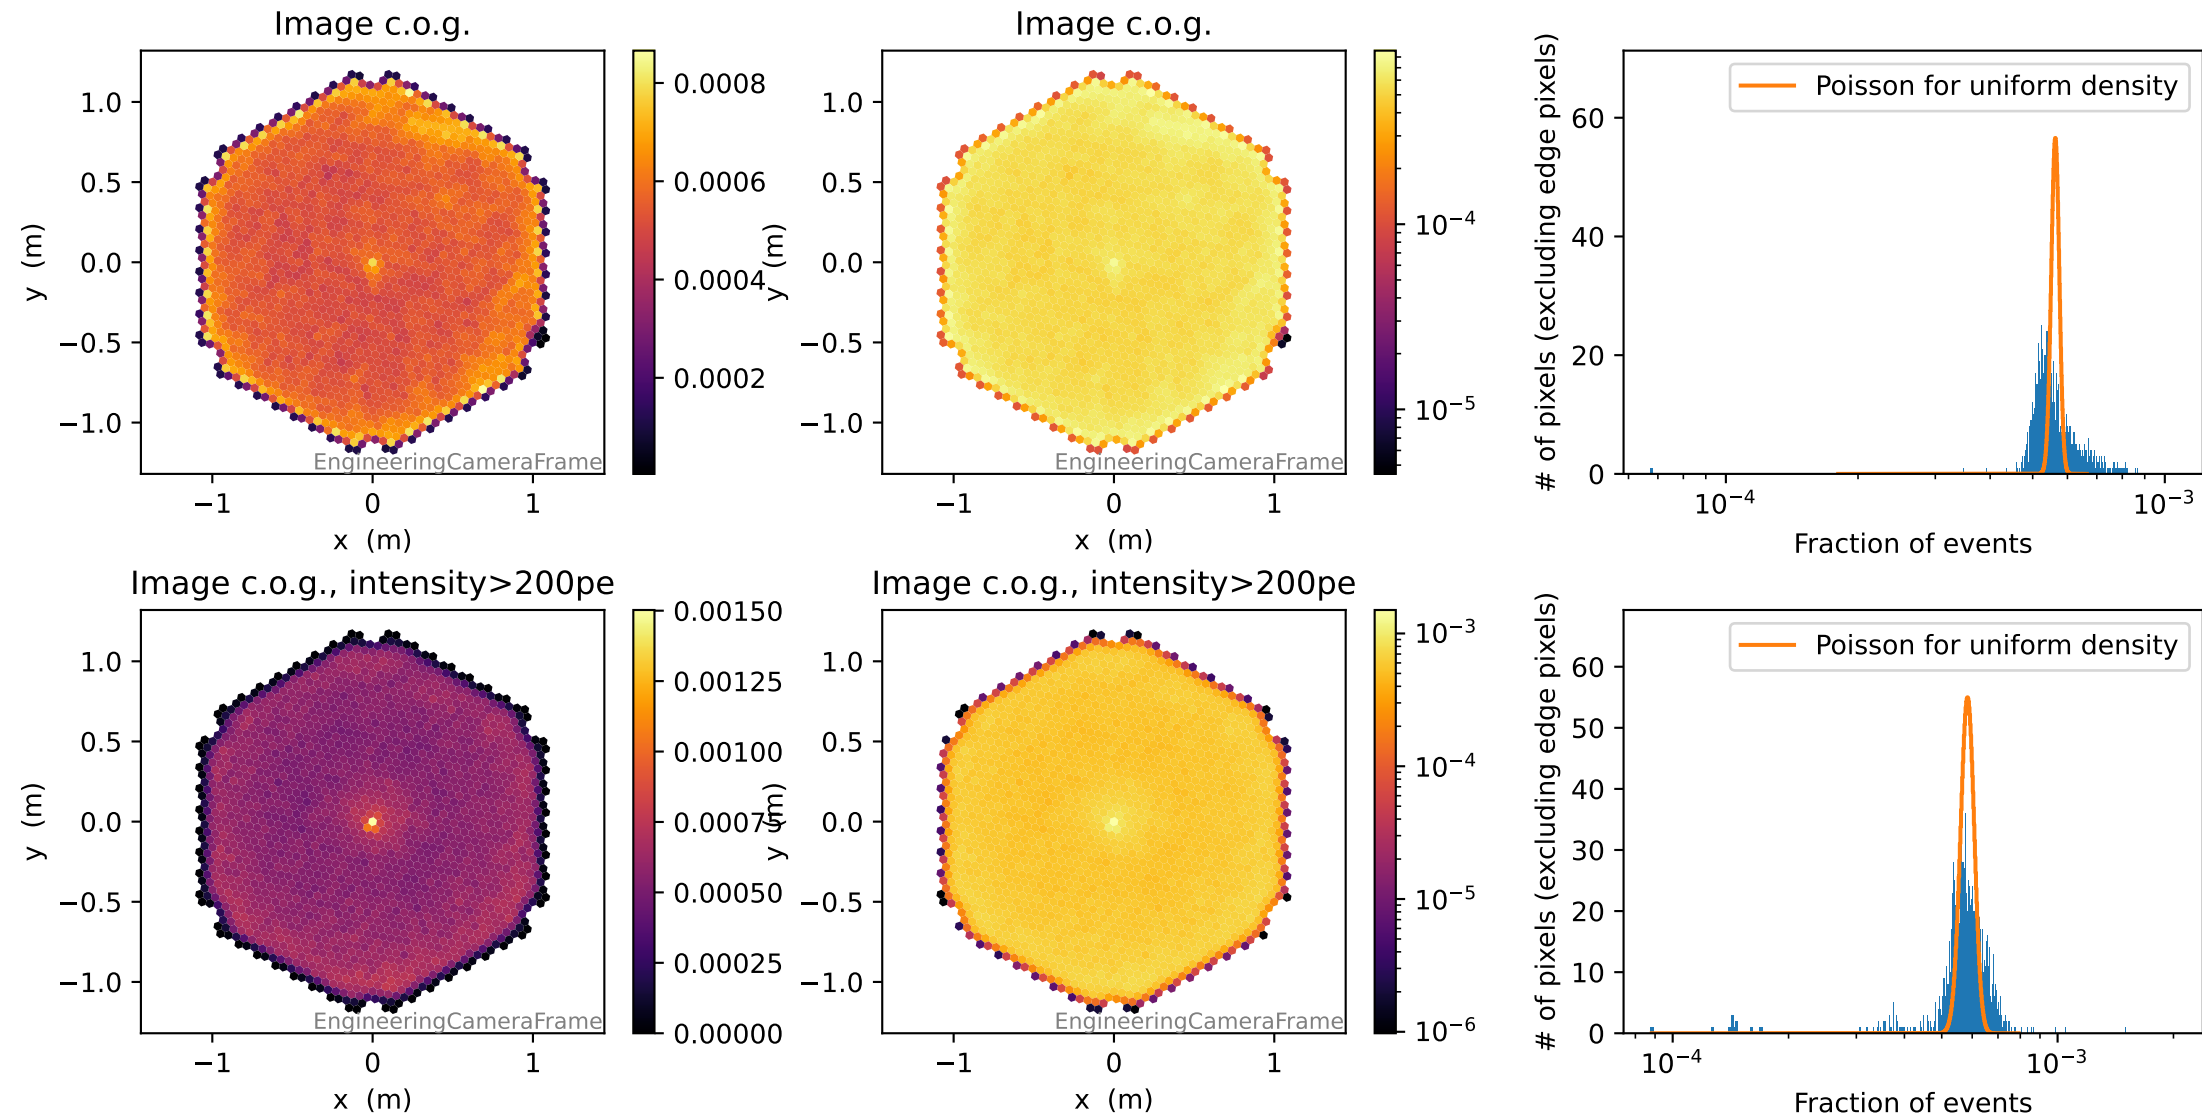 Image c.o.g.
1.0
0.5
0.0
−0.5
−1.0
y (m)
−1
0
1
x (m)
EngineeringCameraFrame
0.0008
0.0006
0.0004
0.0002
Image c.o.g.
1.0
0.5
0.0
−0.5
−1.0
y (m)
−1
0
1
x (m)
EngineeringCameraFrame
10⁻⁴
10⁻⁵
Poisson for uniform density
60
40
20
0
# of pixels (excluding edge pixels)
10⁻⁴
10⁻³
Fraction of events
Image c.o.g., intensity>200pe
1.0
0.5
0.0
−0.5
−1.0
y (m)
−1
0
1
x (m)
EngineeringCameraFrame
0.00150
0.00125
0.00100
0.00075
0.00050
0.00025
0.00000
Image c.o.g., intensity>200pe
1.0
0.5
0.0
−0.5
−1.0
y (m)
−1
0
1
x (m)
EngineeringCameraFrame
10⁻³
10⁻⁴
10⁻⁵
10⁻⁶
Poisson for uniform density
60
50
40
30
20
10
0
# of pixels (excluding edge pixels)
10⁻⁴
10⁻³
Fraction of events